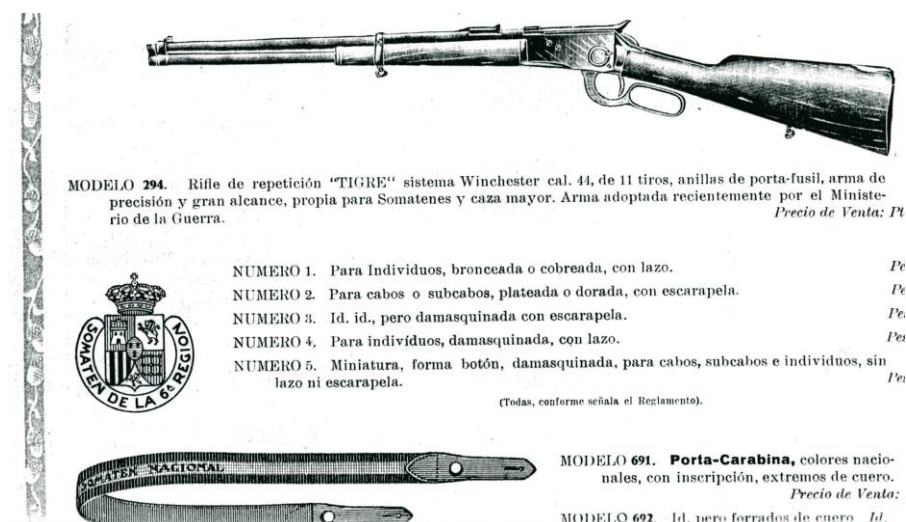 MODELO 294. Rifle de repetición “TIGRE“ sistema Winchester cal. 44, de 11 tiros, anillas de porta-fusil, arma de
precisión y gran alcance, propia para Somatenes y caza mayor. Arma adoptada recientemente por el Ministe-
rio de la Guerra. Precio de Venta: Pt
NUMERO 1. Para Individuos, bronceada o cobreada, con lazo. Pe
NUMERO 2. Para cabos o subcabos, plateada o dorada, con escarapela. Pe
NUMERO 3. Id. id., pero damasquinada con escarapela. Pes
NUMERO 4. Para indivíduos, damasquinada, con lazo. Pes
NUMERO 5. Miniatura, forma botón, damasquinada, para cabos, subcabos e individuos, sin
lazo ni escarapela. Pes
(Todas, conforme señala el Reglamento).
SOMATEN DE LA 6ª REGION
SOMATEN NACIONAL
MODELO 691. Porta-Carabina, colores nacio-
nales, con inscripción, extremos de cuero.
Precio de Venta:
MODELO 692. Id. pero forrados de cuero Id.